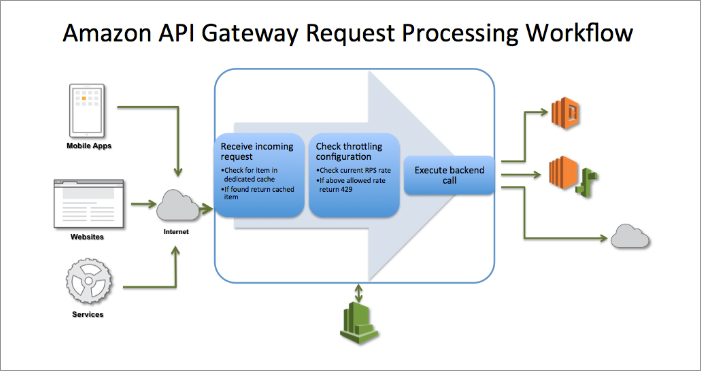 Amazon API Gateway Request Processing Workflow
Mobile Apps
Websites
Services
Internet
Receive incoming
request
•Check for item in
dedicated cache
•If found return cached
item
Check throttling
configuration
•Check current RPS rate
•If above allowed rate
return 429
Execute backend
call